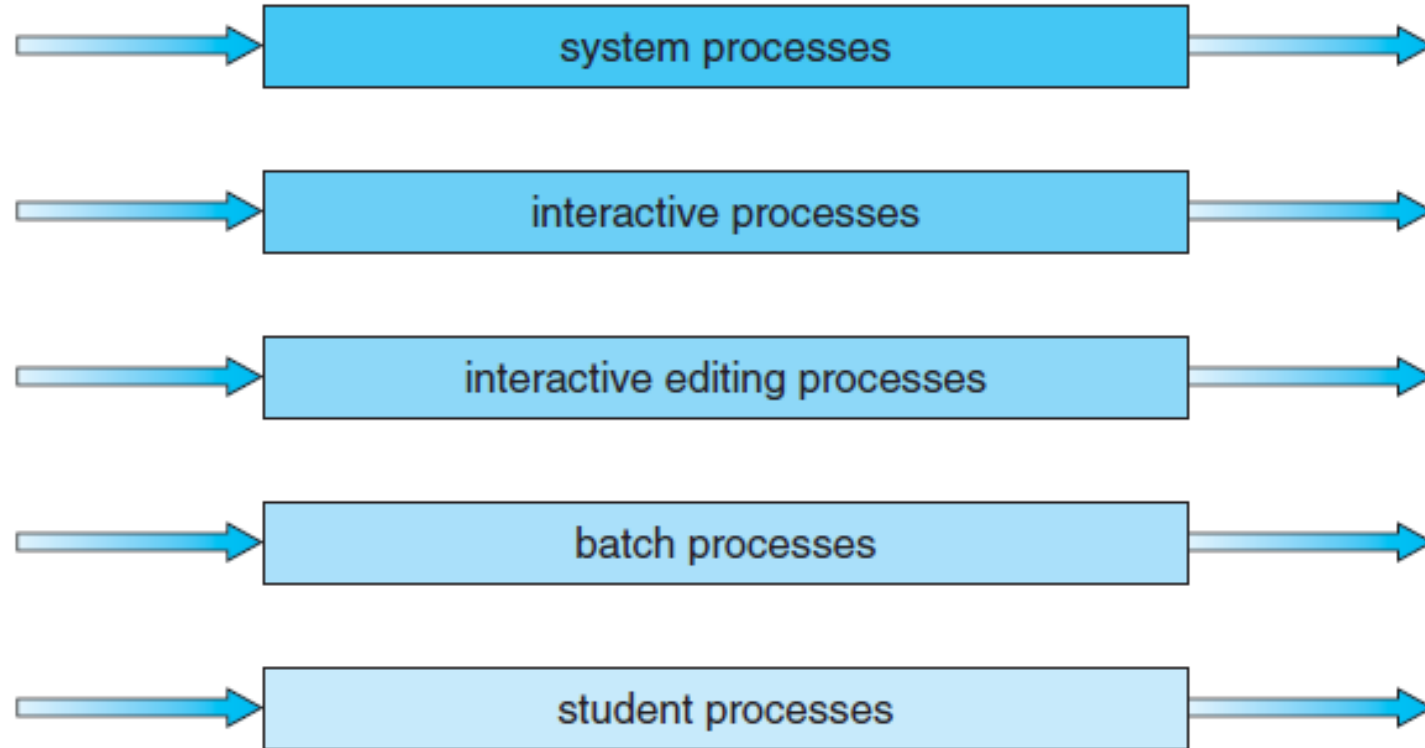 system processes
interactive processes
interactive editing processes
batch processes
student processes